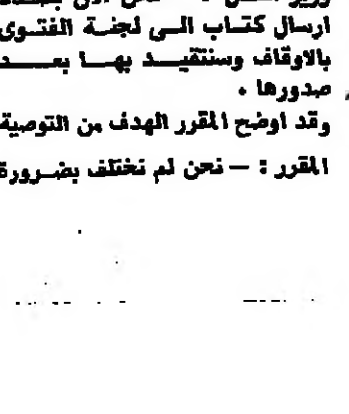 ارسال كتاب الى لجنة الفتوى
بالاوقاف وسنتقيد بها بعد
صدورها .
وقد اوضح المقرر الهدف من التوصية
المقرر : — نحن لم نختلف بضرورة